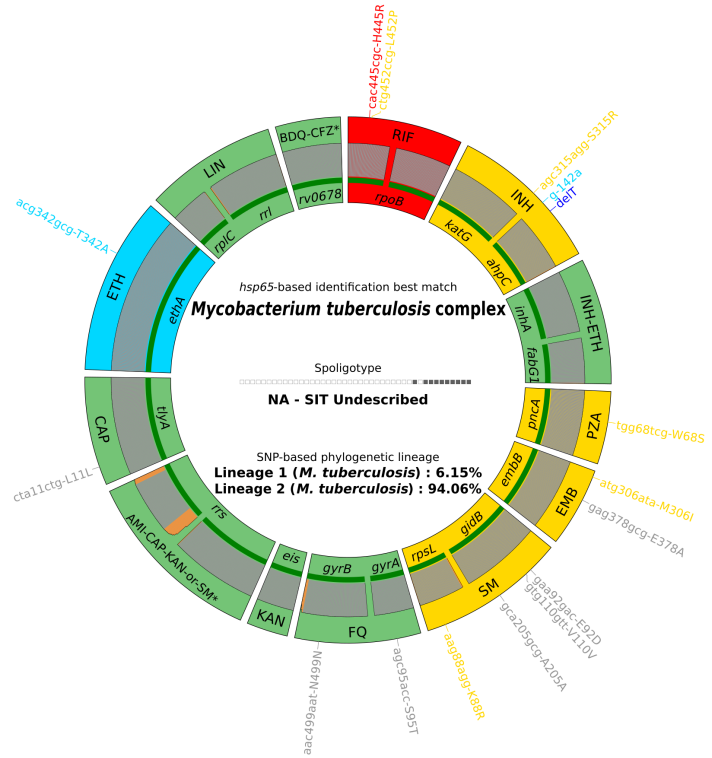 cac445cgc-H445R
ctg452ccg-L452P
agc315agg-S315R
g-142a
delT
BDQ-CFZ*
RIF
LIN
INH
rv0678
rpoB
rrl
rplC
katG
ahpC
acg342gcg-T342A
ETH
ethA
INH-ETH
inhA
fabG1
hsp65-based identification best match
Mycobacterium tuberculosis complex
Spoligotype
NA - SIT Undescribed
SNP-based phylogenetic lineage
Lineage 1 (M. tuberculosis) : 6.15%
Lineage 2 (M. tuberculosis) : 94.06%
CAP
tlyA
cta11ctg-L11L
pncA
PZA
tgg68tcg-W68S
embB
EMB
atg306ata-M306I
gag378gcg-E378A
rrs
AMI-CAP-KAN-or-SM*
eis
KAN
gyrB
gyrA
FQ
rpsL
gidB
SM
gaa92gac-E92D
gtg110gtt-V110V
gca205gcg-A205A
aag88agg-K88R
agc95acc-S95T
aac499aat-N499N